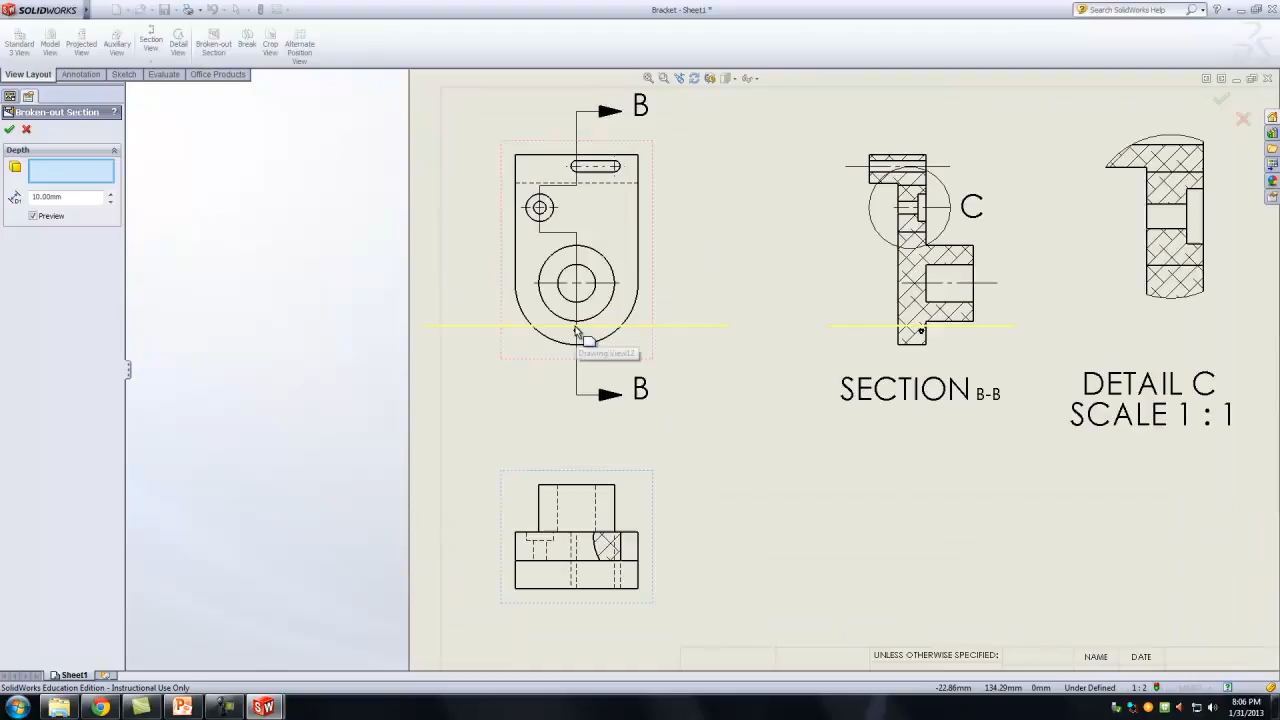 SOLIDWORKS
Bracket - Sheet1 *
Search SolidWorks Help
Standard 3 View
Model View
Projected View
Auxiliary View
Section View
Detail View
Broken-out Section
Break
Crop View
Alternate Position View
View Layout
Annotation
Sketch
Evaluate
Office Products
Broken-out Section
?
Depth
10.00mm
Preview
B
B
C
SECTION B-B
DETAIL C
SCALE 1 : 1
Drawing View12
UNLESS OTHERWISE SPECIFIED:
NAME
DATE
Sheet1
SolidWorks Education Edition - Instructional Use Only
-22.86mm
134.29mm
0mm
Under Defined
1 : 2
8:06 PM
1/31/2013